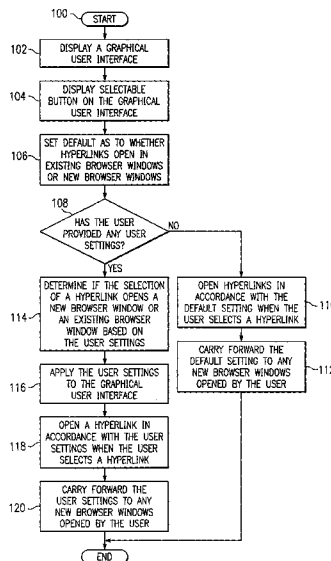 100
START
102
DISPLAY A GRAPHICAL
USER INTERFACE
104
DISPLAY SELECTABLE
BUTTON ON THE GRAPHICAL
USER INTERFACE
106
SET DEFAULT AS TO WHETHER
HYPERLINKS OPEN IN
EXISTING BROWSER WINDOWS
OR NEW BROWSER WINDOWS
108
HAS THE USER
PROVIDED ANY USER
SETTINGS?
NO
YES
114
DETERMINE IF THE SELECTION
OF A HYPERLINK OPENS A
NEW BROWSER WINDOW OR
AN EXISTING BROWSER
WINDOW BASED ON
THE USER SETTINGS
OPEN HYPERLINKS IN
ACCORDANCE WITH THE
DEFAULT SETTING WHEN THE
USER SELECTS A HYPERLINK
11
116
APPLY THE USER SETTINGS
TO THE GRAPHICAL
USER INTERFACE
CARRY FORWARD THE
DEFAULT SETTING TO ANY
NEW BROWSER WINDOWS
OPENED BY THE USER
112
118
OPEN A HYPERLINK IN
ACCORDANCE WITH THE USER
SETTINGS WHEN THE USER
SELECTS A HYPERLINK
120
CARRY FORWARD THE
USER SETTINGS TO ANY
NEW BROWSER WINDOWS
OPENED BY THE USER
END